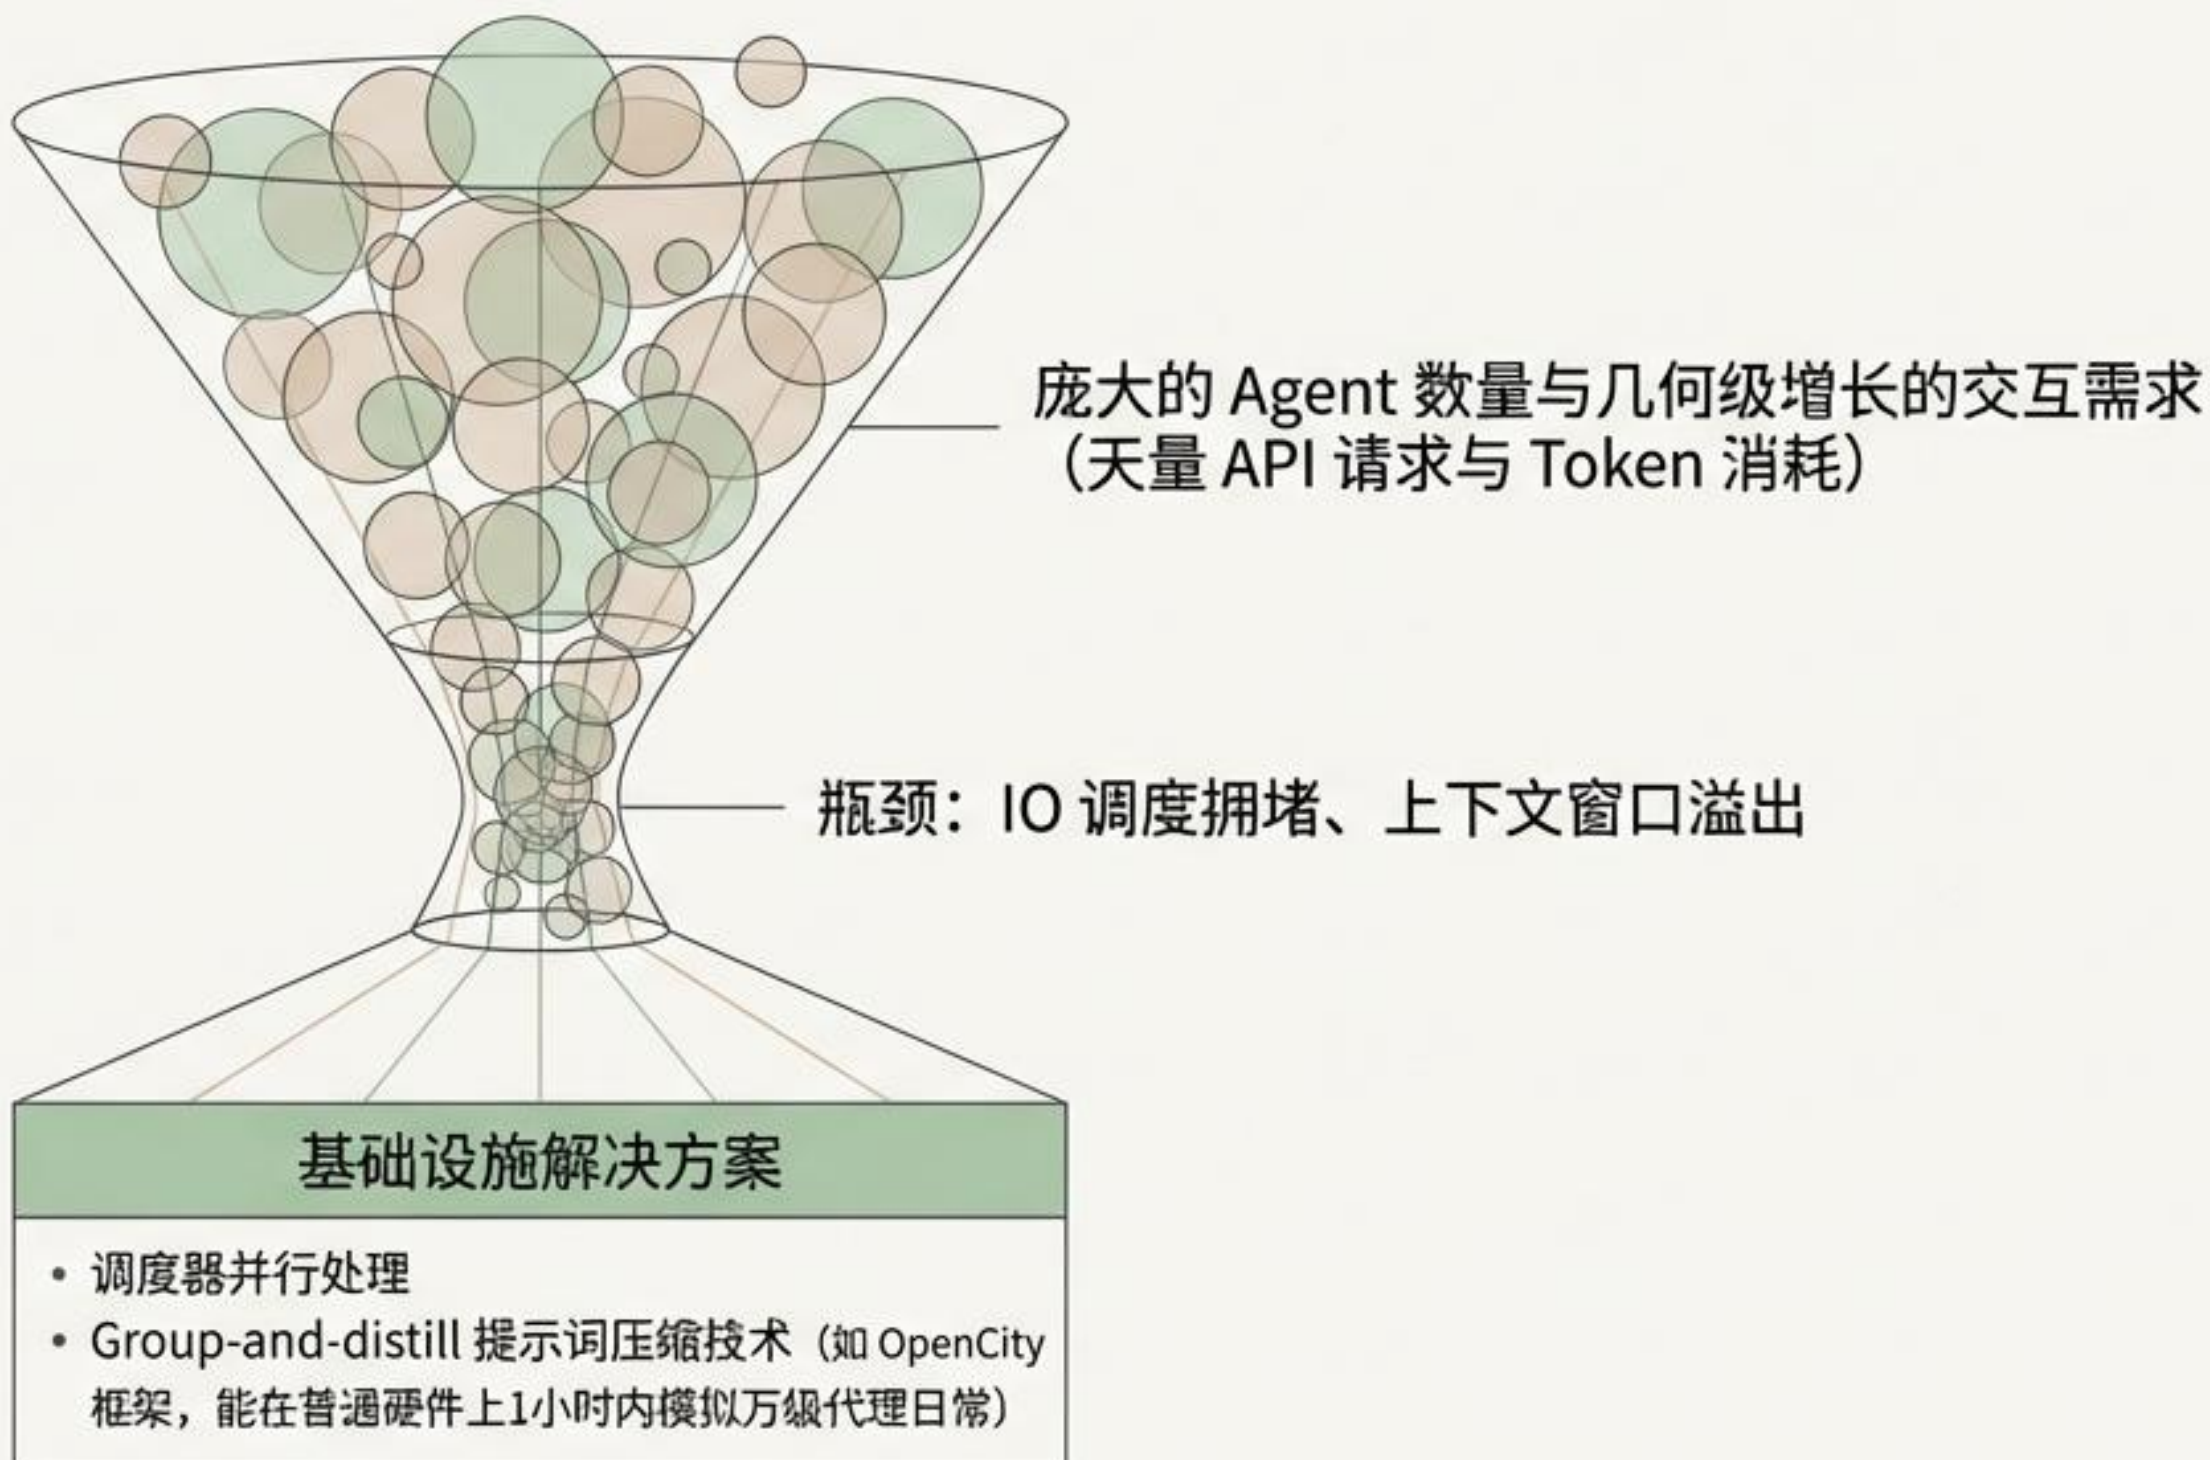 庞大的 Agent 数量与几何级增长的交互需求
（天量 API 请求与 Token 消耗）
瓶颈：IO 调度拥堵、上下文窗口溢出
基础设施解决方案
• 调度器并行处理
• Group-and-distill 提示词压缩技术（如 OpenCity
框架，能在普通硬件上1小时内模拟万级代理日常）